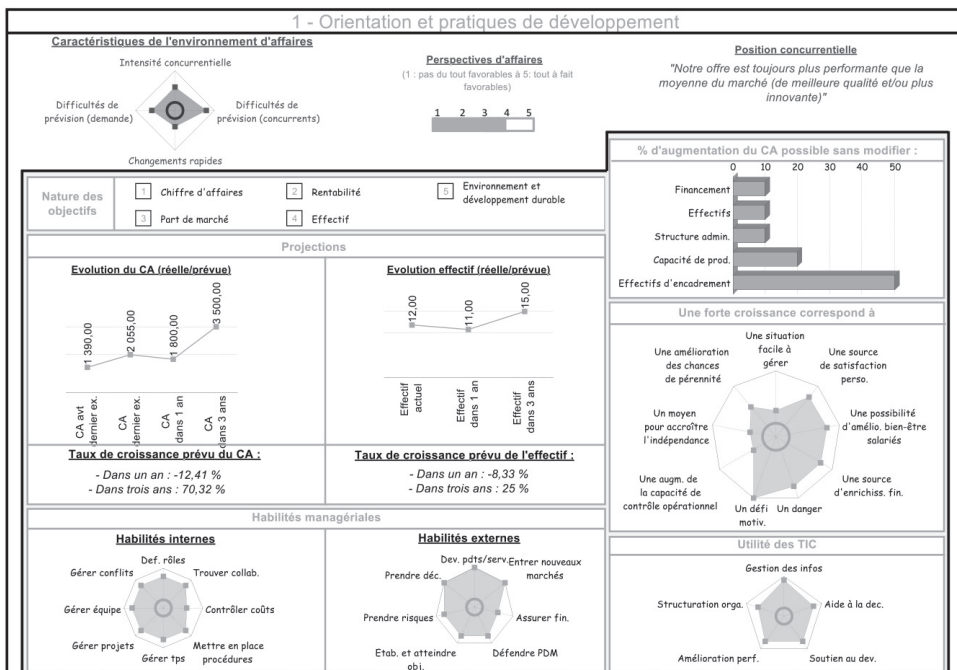 1 - Orientation et pratiques de développement
Caractéristiques de l'environnement d'affaires
Intensité concurrentielle
Difficultés de
prévision (demande)
Difficultés de
prévision (concurrents)
Changements rapides
Perspectives d'affaires
(1 : pas du tout favorables à 5: tout à fait
favorables)
1 2 3 4 5
Position concurrentielle
"Notre offre est toujours plus performante que la
moyenne du marché (de meilleure qualité et/ou plus
innovante)"
Nature des
objectifs
1 Chiffre d'affaires
2 Rentabilité
5 Environnement et
développement durable
3 Part de marché
4 Effectif
Projections
Evolution du CA (réelle/prévue)
1 390,00
2 055,00
1 800,00
3 500,00
CA avt
dernier ex.
CA
dernier ex.
CA
dans 1 an
CA
dans 3 ans
Evolution effectif (réelle/prévue)
12,00
11,00
15,00
Effectif
actuel
Effectif
dans 1 an
Effectif
dans 3 ans
Taux de croissance prévu du CA :
- Dans un an : -12,41 %
- Dans trois ans : 70,32 %
Taux de croissance prévu de l'effectif :
- Dans un an : -8,33 %
- Dans trois ans : 25 %
Habilités managériales
Habilités internes
Def. rôles
Trouver collab.
Contrôler coûts
Mettre en place
procédures
Gérer tps
Gérer projets
Gérer équipe
Gérer conflits
Habilités externes
Dev. pdts/serv.
Entrer nouveaux
marchés
Assurer fin.
Défendre PDM
Etab. et atteindre
obj.
Prendre risques
Prendre déc.
% d'augmentation du CA possible sans modifier :
0 10 20 30 40 50
Financement
Effectifs
Structure admin.
Capacité de prod.
Effectifs d'encadrement
Une forte croissance correspond à
Une situation
facile à
gérer
Une source
de satisfaction
perso.
Une possibilité
d'amélio. bien-être
salariés
Une source
d'enrichiss. fin.
Un danger
Un défi
motiv.
Une augm. de
la capacité de
contrôle opérationnel
Un moyen
pour accroître
l'indépendance
Une amélioration
des chances
de pérennité
Utilité des TIC
Gestion des infos
Aide à la dec.
Soutien au dev.
Amélioration perf.
Structuration orga.